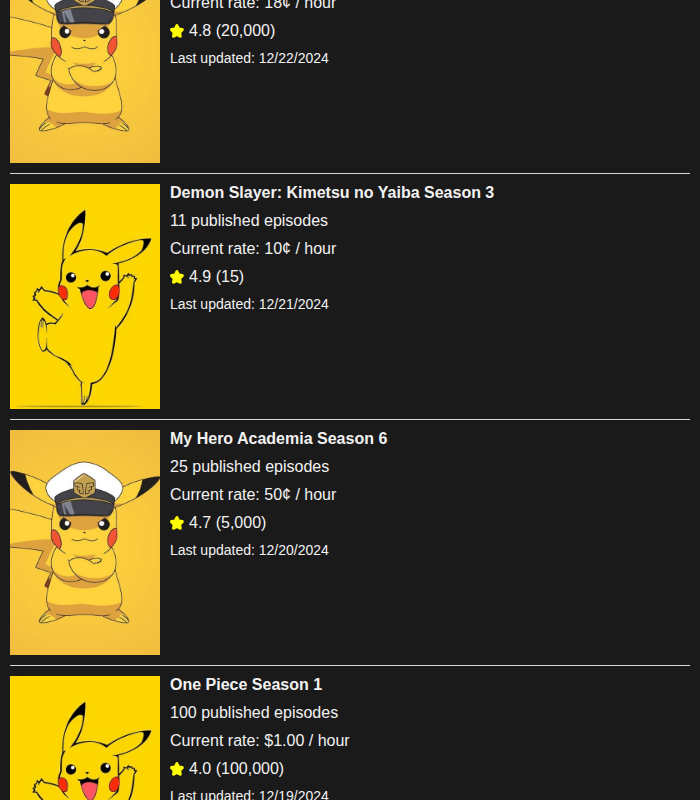 Current rate: 18¢ / hour
4.8 (20,000)
Last updated: 12/22/2024
Demon Slayer: Kimetsu no Yaiba Season 3
11 published episodes
Current rate: 10¢ / hour
4.9 (15)
Last updated: 12/21/2024
My Hero Academia Season 6
25 published episodes
Current rate: 50¢ / hour
4.7 (5,000)
Last updated: 12/20/2024
One Piece Season 1
100 published episodes
Current rate: $1.00 / hour
4.0 (100,000)
Last updated: 12/19/2024